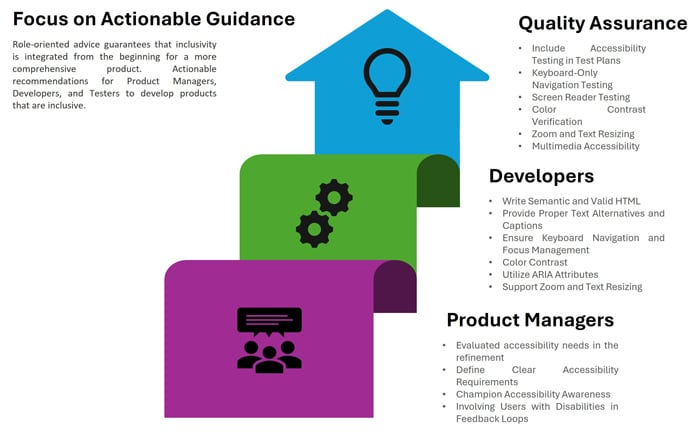 Focus on Actionable Guidance
Role-oriented advice guarantees that inclusivity
is integrated from the beginning for a more
comprehensive product. Actionable
recommendations for Product Managers,
Developers, and Testers to develop products
that are inclusive.
Quality Assurance
• Include Accessibility
Testing in Test Plans
• Keyboard-Only
Navigation Testing
• Screen Reader Testing
• Color Contrast
Verification
• Zoom and Text Resizing
• Multimedia Accessibility
Developers
• Write Semantic and Valid HTML
• Provide Proper Text Alternatives and
Captions
• Ensure Keyboard Navigation and
Focus Management
• Color Contrast
• Utilize ARIA Attributes
• Support Zoom and Text Resizing
Product Managers
• Evaluated accessibility needs in the
refinement
• Define Clear Accessibility
Requirements
• Champion Accessibility Awareness
• Involving Users with Disabilities in
Feedback Loops